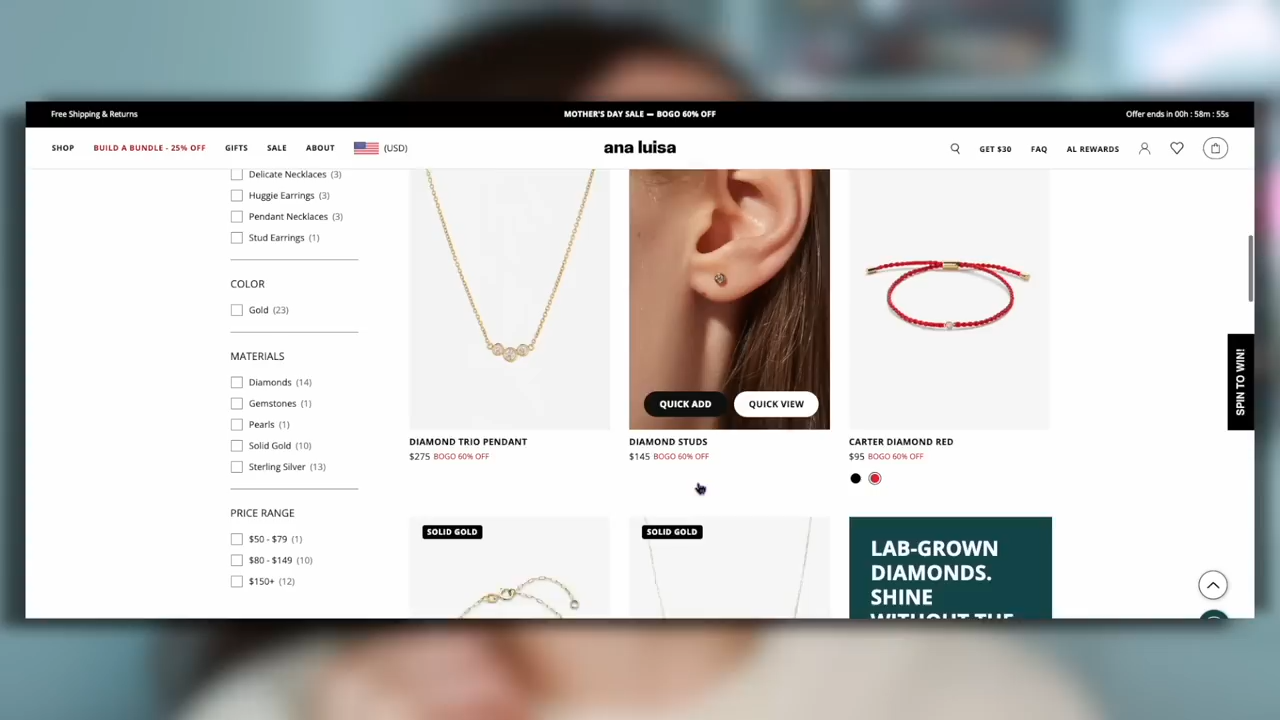 Free Shipping & Returns
MOTHER'S DAY SALE — BOGO 60% OFF
Offer ends in 00h : 58m : 55s
SHOP
BUILD A BUNDLE - 25% OFF
GIFTS
SALE
ABOUT
(USD)
ana luisa
GET $30
FAQ
AL REWARDS
Delicate Necklaces (3)
Huggie Earrings (3)
Pendant Necklaces (3)
Stud Earrings (1)
COLOR
Gold (23)
MATERIALS
Diamonds (14)
Gemstones (1)
Pearls (1)
Solid Gold (10)
Sterling Silver (13)
PRICE RANGE
$50 - $79 (1)
$80 - $149 (10)
$150+ (12)
QUICK ADD
QUICK VIEW
DIAMOND TRIO PENDANT
$275 BOGO 60% OFF
DIAMOND STUDS
$145 BOGO 60% OFF
CARTER DIAMOND RED
$95 BOGO 60% OFF
SOLID GOLD
SOLID GOLD
LAB-GROWN
DIAMONDS.
SHINE
WITHOUT THE
SPIN TO WIN!